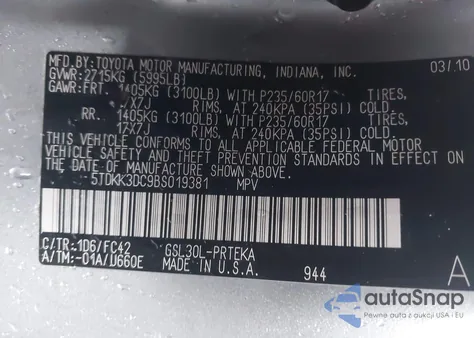 MFD. BY: TOYOTA MOTOR MANUFACTURING, INDIANA, INC. 03/10
GVWR: 2715KG (5995LB)
GAWR: FRT. 1405KG (3100LB) WITH P235/60R17 TIRES,
17X7J RIMS, AT 240KPA (35PSI) COLD.
RR. 1405KG (3100LB) WITH P235/60R17 TIRES,
17X7J RIMS, AT 240KPA (35PSI) COLD.
THIS VEHICLE CONFORMS TO ALL APPLICABLE FEDERAL MOTOR
VEHICLE SAFETY AND THEFT PREVENTION STANDARDS IN EFFECT
ON THE DATE OF MANUFACTURE SHOWN ABOVE.
5TDKK3DC9BS019381 MPV
C/TR:1D6/FC42 GSL30L-PRTEKA A
A/TM:-01A/U660E MADE IN U.S.A. 944
autoSnap
Доставка авто з США і EU